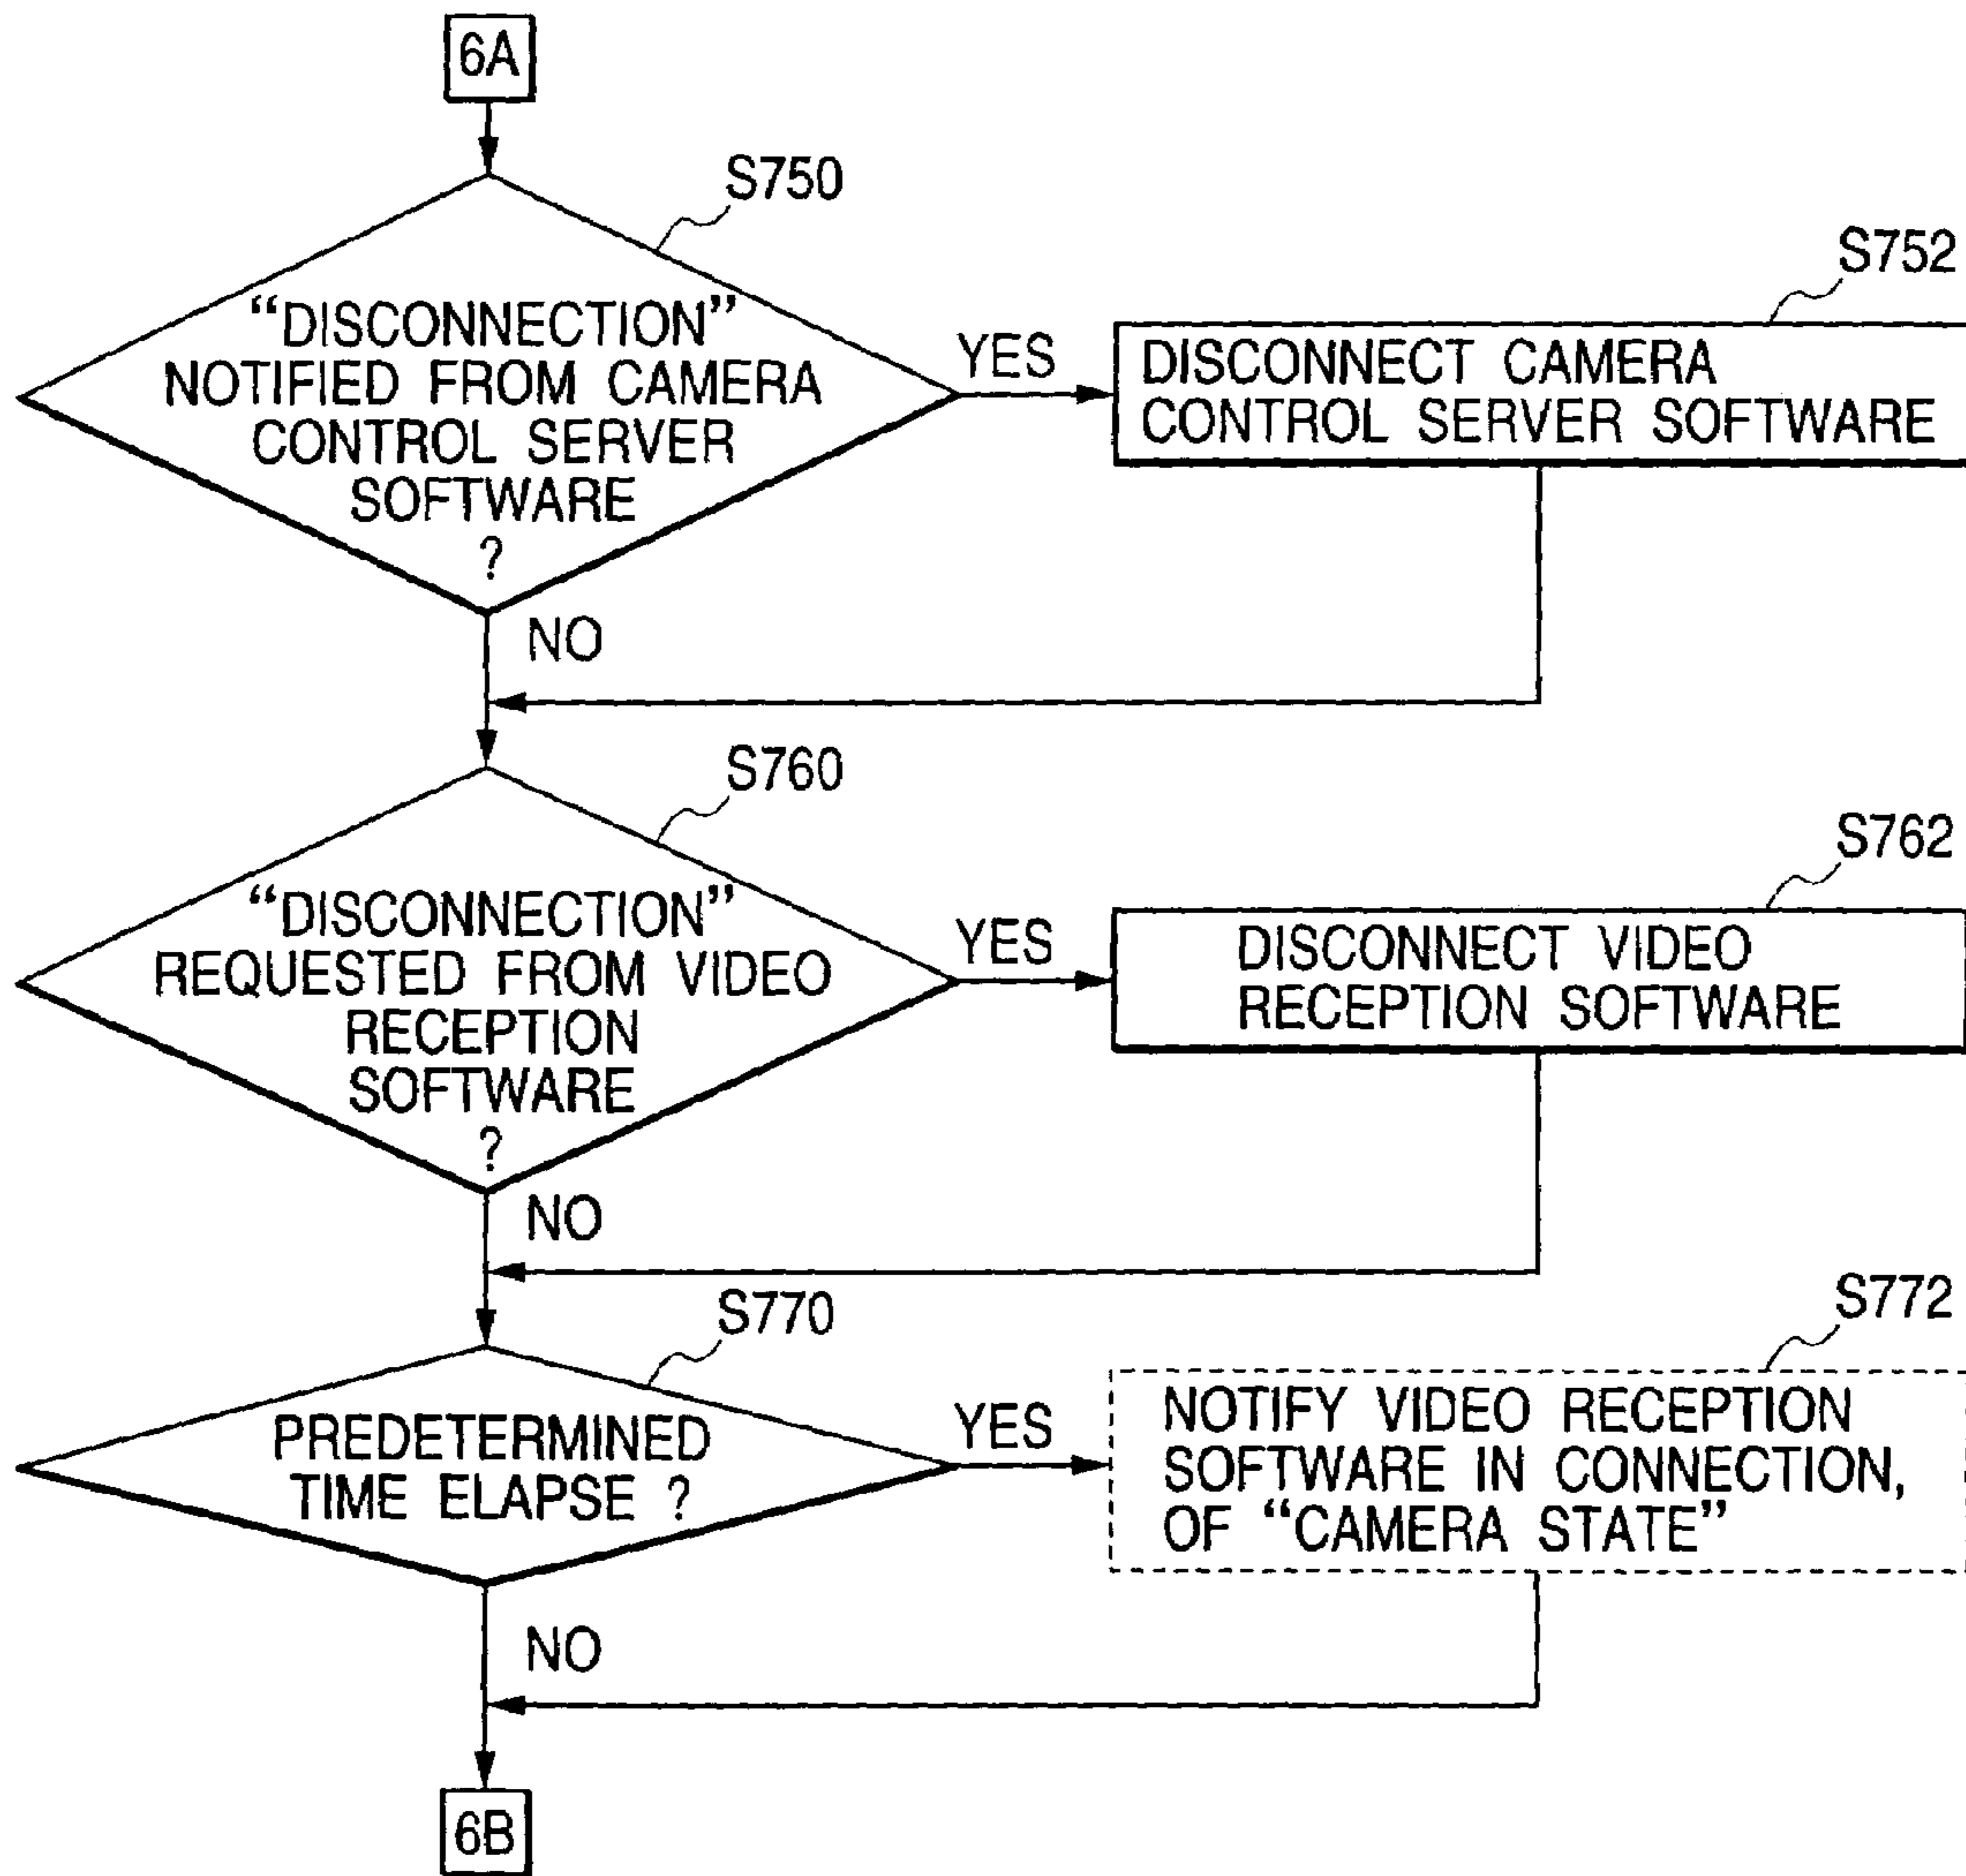 6A
S750
“DISCONNECTION”
NOTIFIED FROM CAMERA
CONTROL SERVER
SOFTWARE
?
YES
S752
DISCONNECT CAMERA
CONTROL SERVER SOFTWARE
NO
S760
“DISCONNECTION”
REQUESTED FROM VIDEO
RECEPTION
SOFTWARE
?
YES
S762
DISCONNECT VIDEO
RECEPTION SOFTWARE
NO
S770
PREDETERMINED
TIME ELAPSE ?
YES
S772
NOTIFY VIDEO RECEPTION
SOFTWARE IN CONNECTION,
OF “CAMERA STATE”
NO
6B